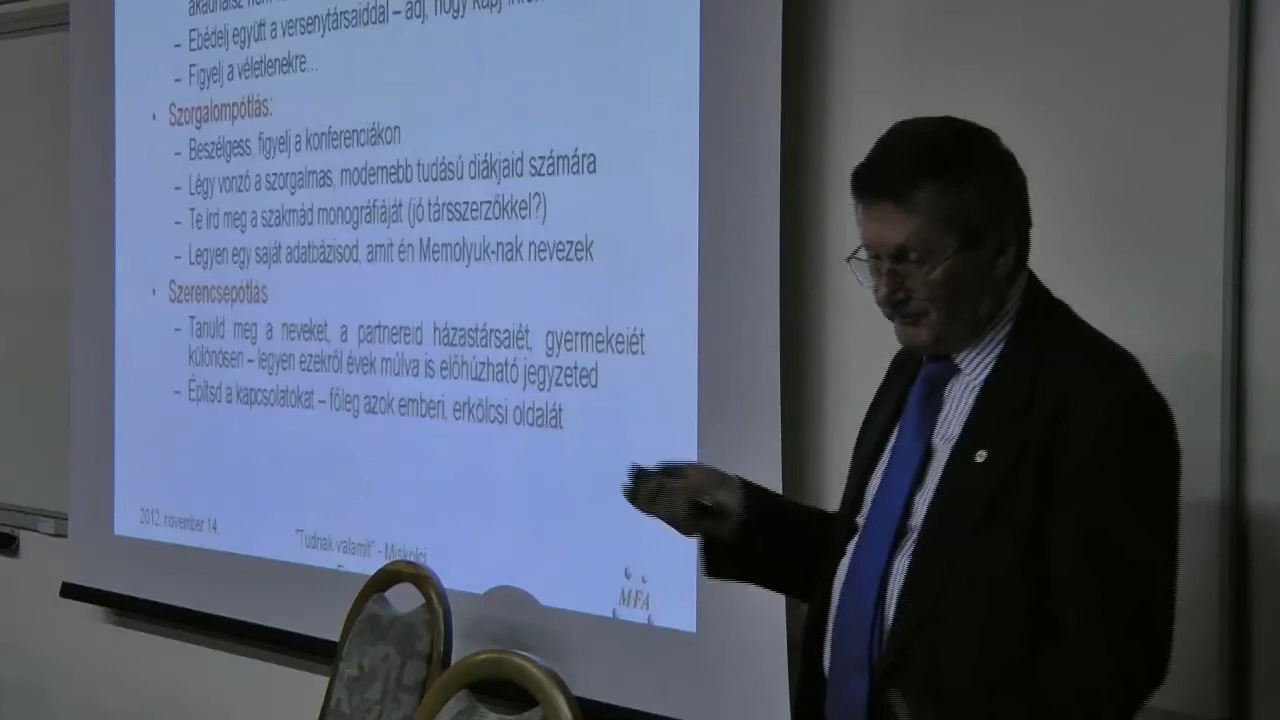 – Ebédelj együtt a versenytársaiddal – adj, hogy kapj
– Figyelj a véletlenekre...
• Szorgalompótlás:
– Beszélgess, figyelj a konferenciákon
– Légy vonzó a szorgalmas, modernebb tudású diákjaid számára
– Te írd meg a szakmád monográfiáját (jó társszerzőkkel?)
– Legyen egy saját adatbázisod, amit én Memolyuk-nak nevezek
• Szerencsepótlás
– Tanuld meg a neveket, a partnereid házastársaiét, gyermekeiét
különösen – legyen ezekről évek múlva is előhúzható jegyzeted
– Építsd a kapcsolatokat – főleg azok emberi, erkölcsi oldalát
2012. november 14.
"Tudnak valamit" - Miskolci
MFA